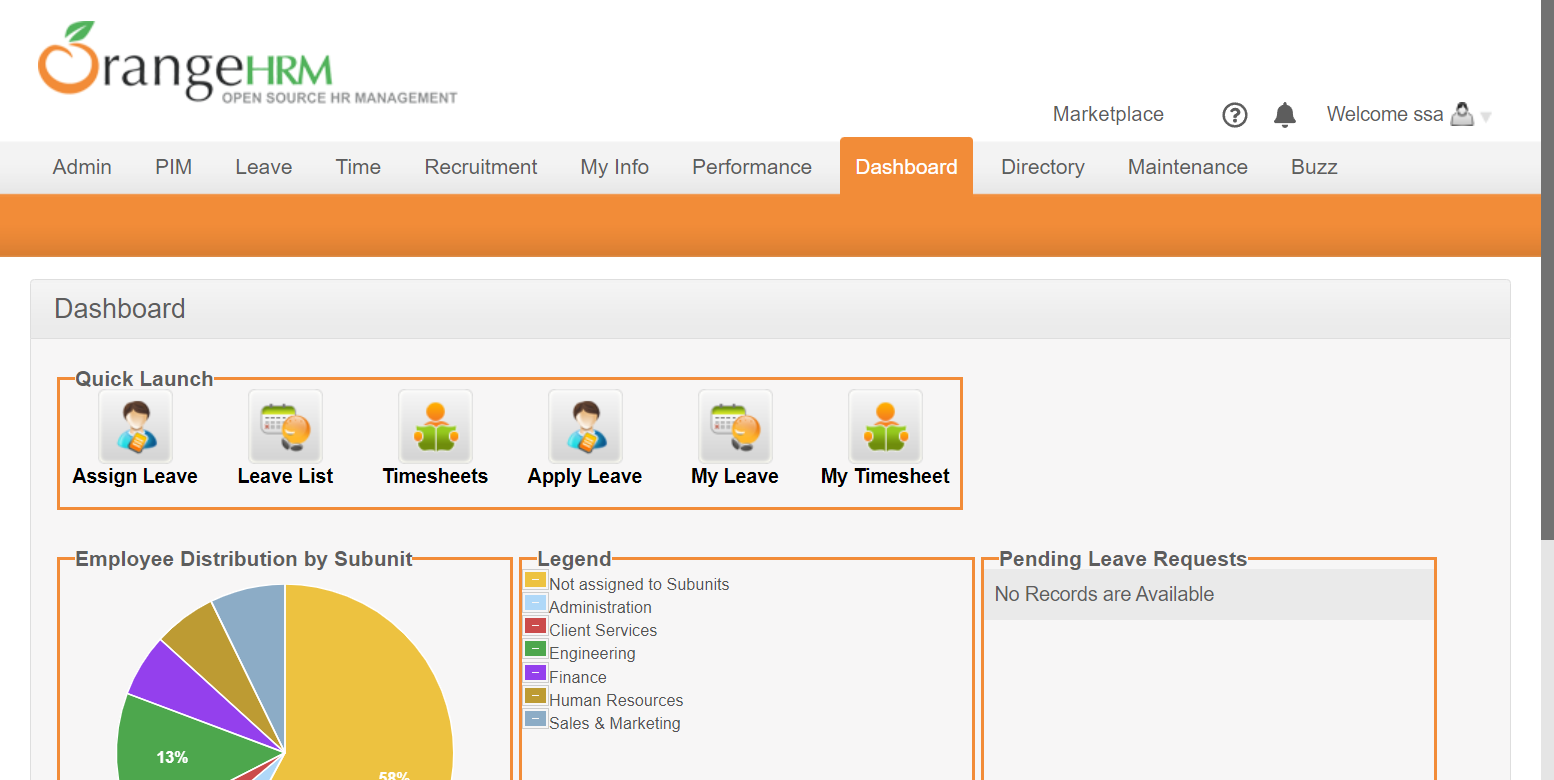 OrangeHRM
OPEN SOURCE HR MANAGEMENT
Marketplace ? Welcome ssa
Admin PIM Leave Time Recruitment My Info Performance Dashboard Directory Maintenance Buzz
Dashboard
Quick Launch
Assign Leave Leave List Timesheets Apply Leave My Leave My Timesheet
Employee Distribution by Subunit
13%
58%
Legend
Not assigned to Subunits
Administration
Client Services
Engineering
Finance
Human Resources
Sales & Marketing
Pending Leave Requests
No Records are Available